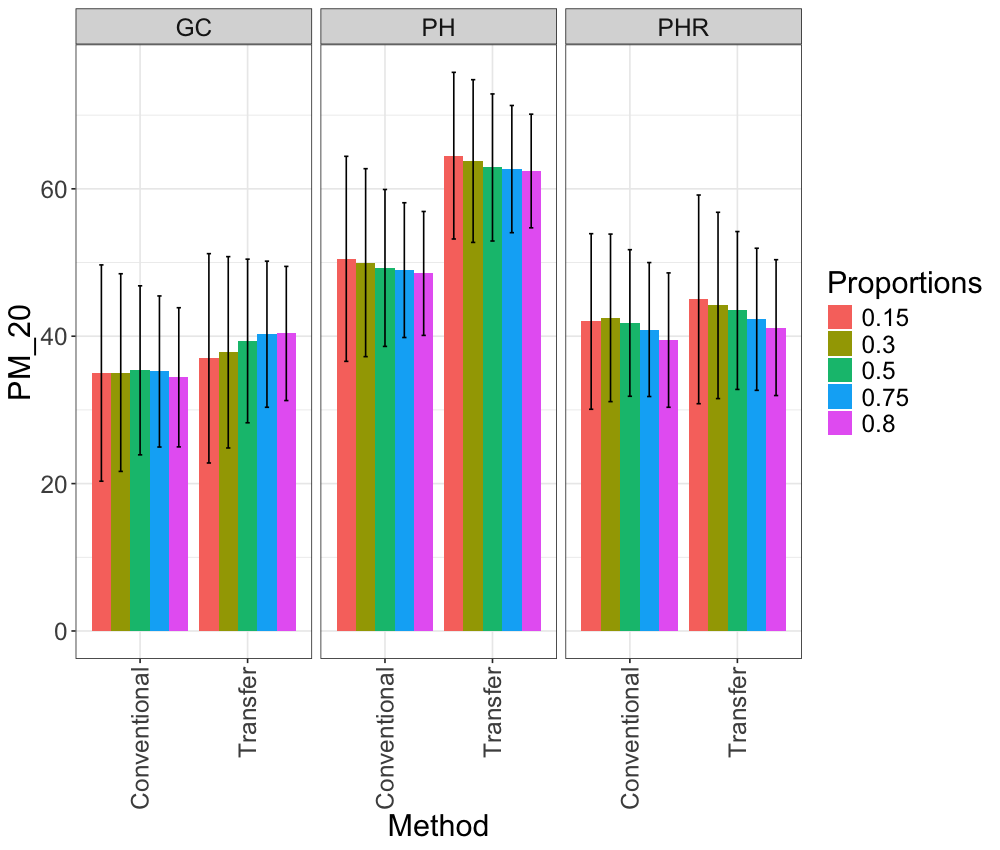 GC
PH
PHR
PM_20
60
40
20
0
Conventional
Transfer
Conventional
Transfer
Conventional
Transfer
Method
Proportions
0.15
0.3
0.5
0.75
0.8